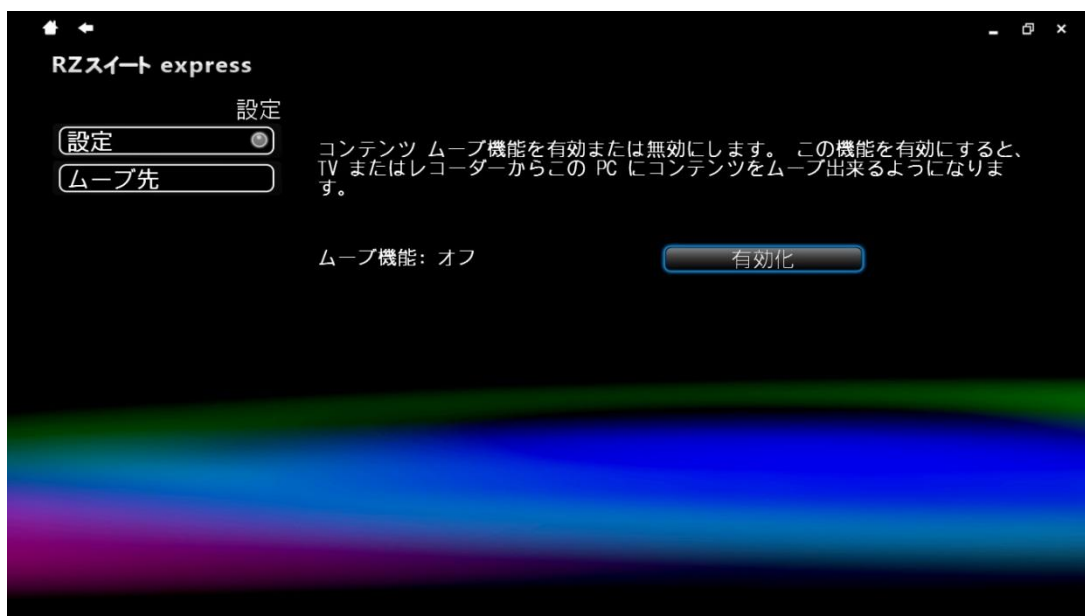 RZスイート express
設定
設定
ムーブ先
コンテンツ ムーブ機能を有効または無効にします。 この機能を有効にすると、
TV またはレコーダーからこの PC にコンテンツをムーブ出来るようになりま
す。
ムーブ機能: オフ
有効化